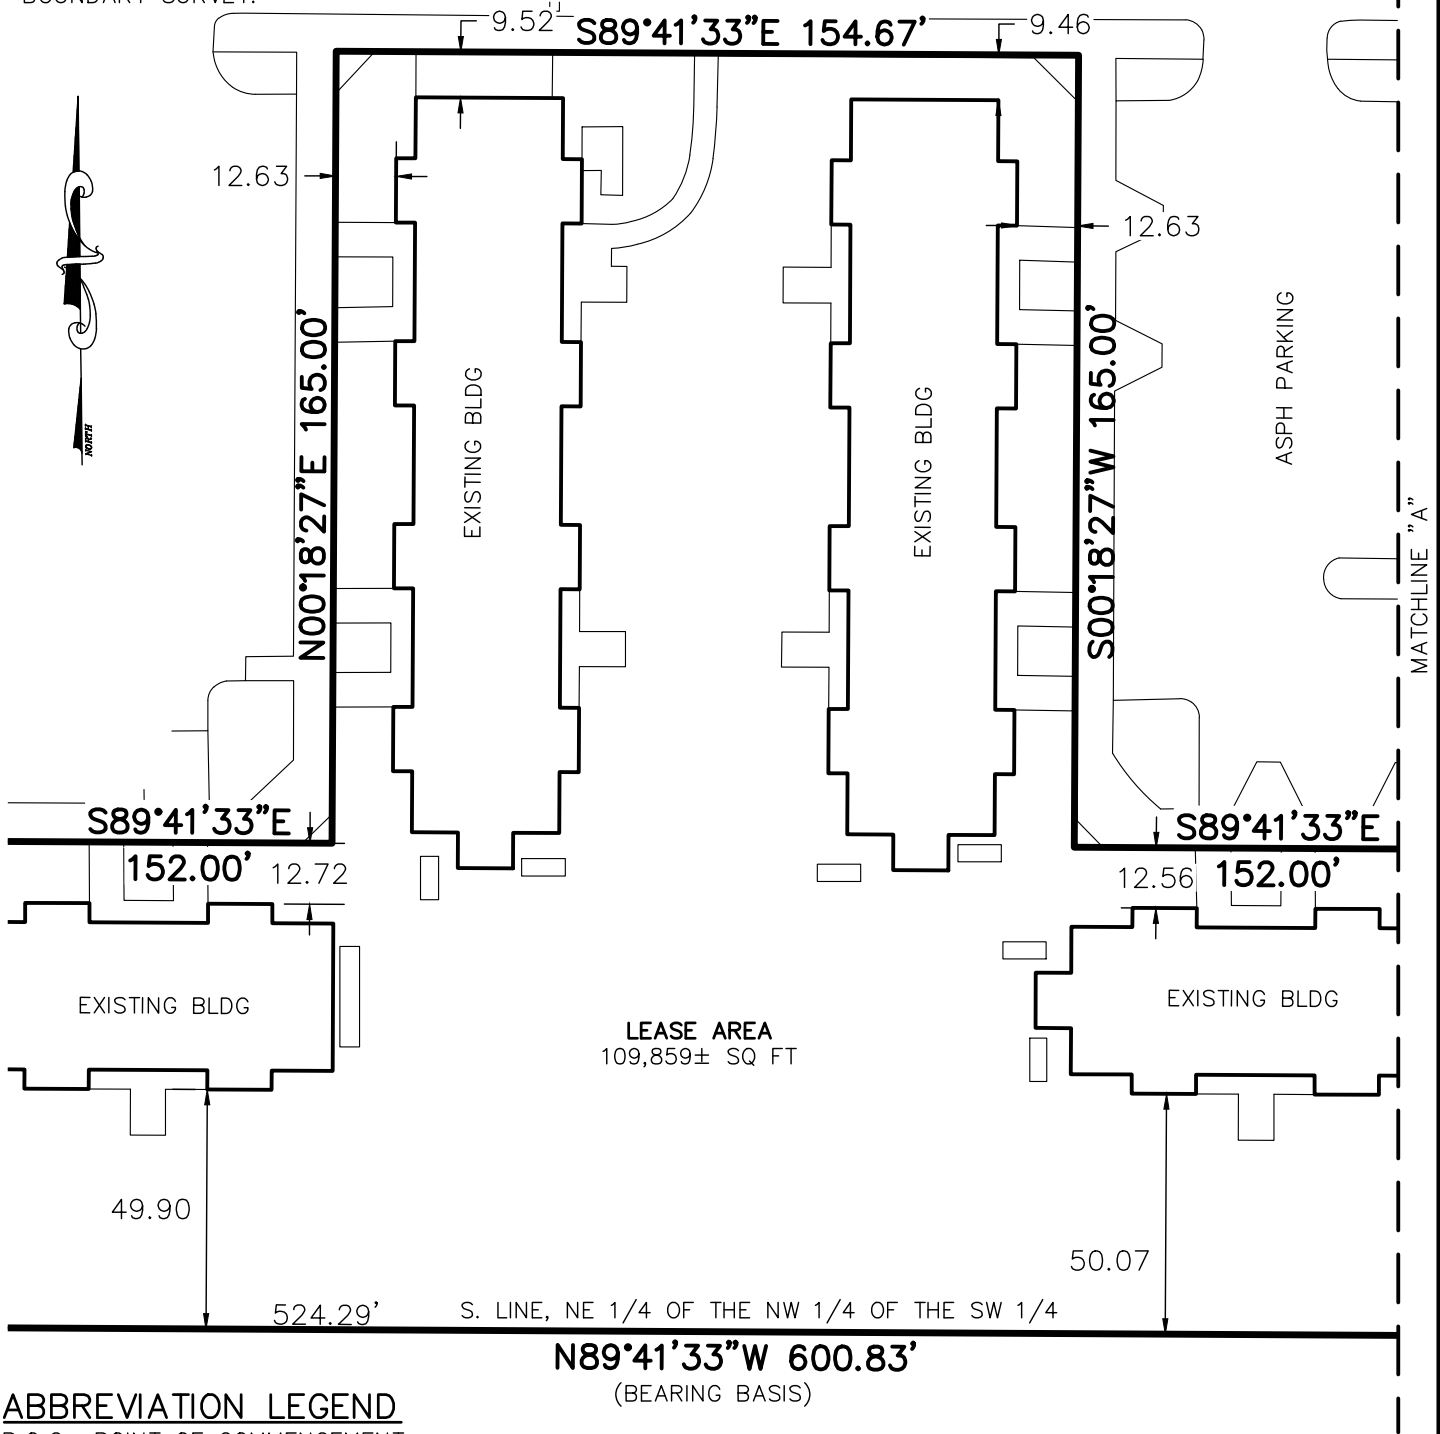 BOUNDARY SURVEY.
9.52
S89°41'33"E 154.67'
9.46
12.63
12.63
NORTH
N00°18'27"E 165.00'
EXISTING BLDG
EXISTING BLDG
S00°18'27"W 165.00'
ASPH PARKING
MATCHLINE "A"
S89°41'33"E
152.00'
12.72
S89°41'33"E
12.56
152.00'
EXISTING BLDG
EXISTING BLDG
LEASE AREA
109,859± SQ FT
49.90
50.07
524.29'
S. LINE, NE 1/4 OF THE NW 1/4 OF THE SW 1/4
N89°41'33"W 600.83'
(BEARING BASIS)
ABBREVIATION LEGEND